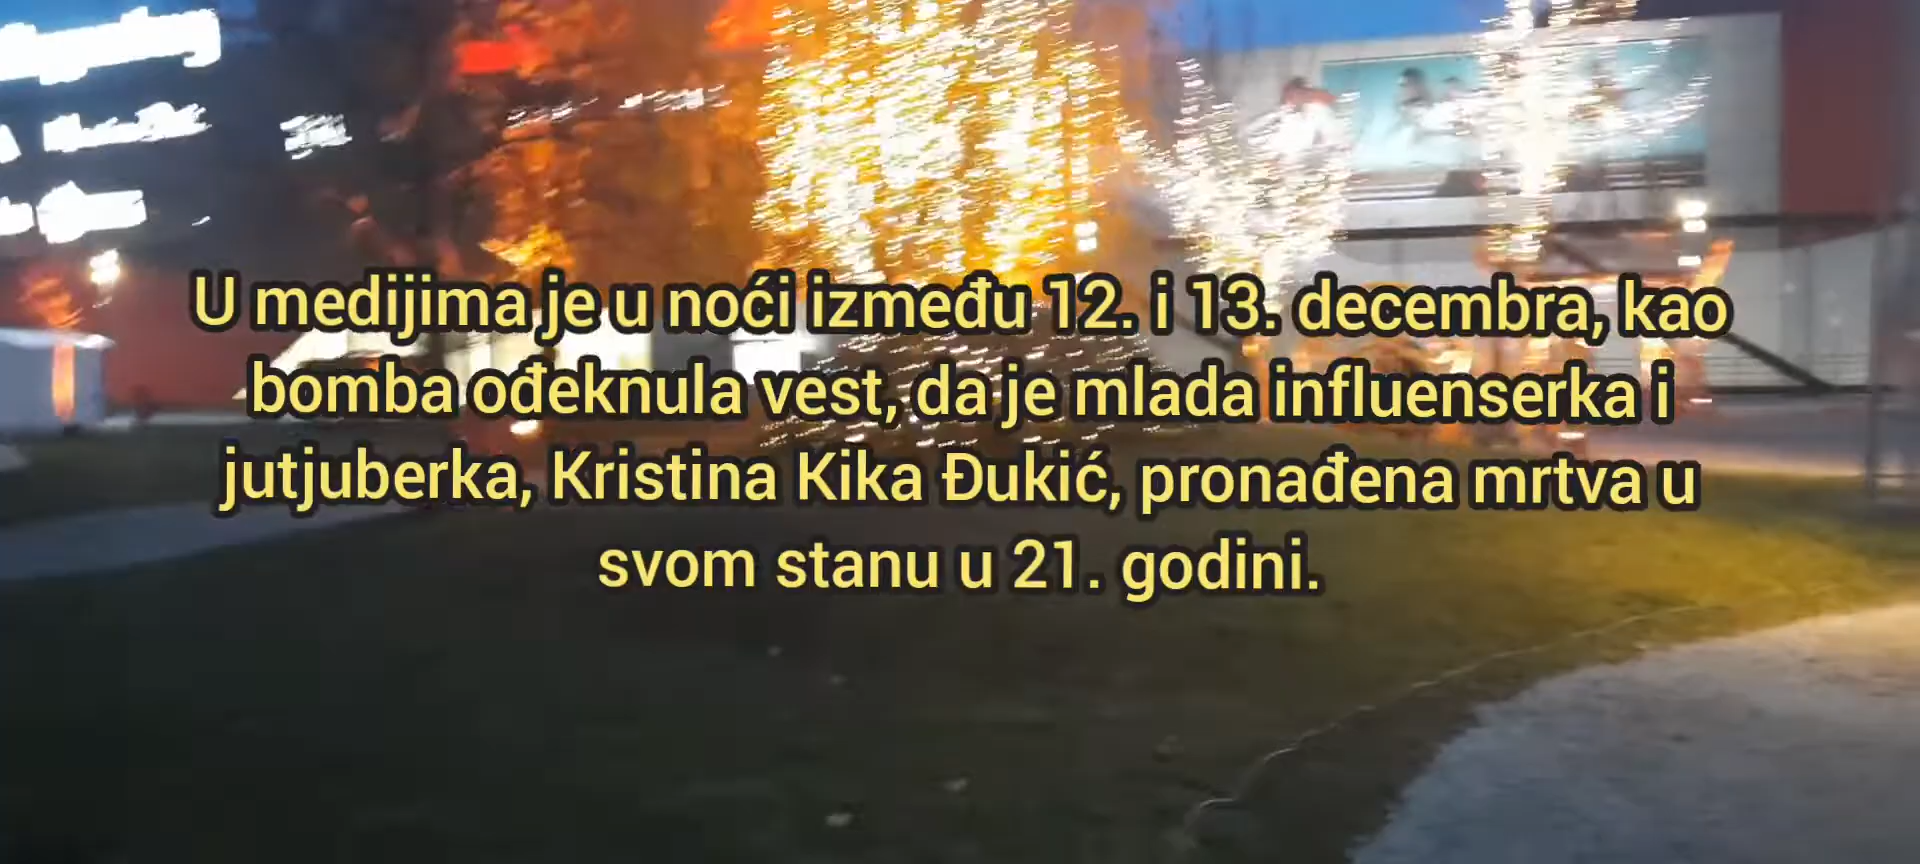 U medijima je u noći između 12. i 13. decembra, kao
bomba ođeknula vest, da je mlada influenserka i
jutjuberka, Kristina Kika Đukić, pronađena mrtva u
svom stanu u 21. godini.